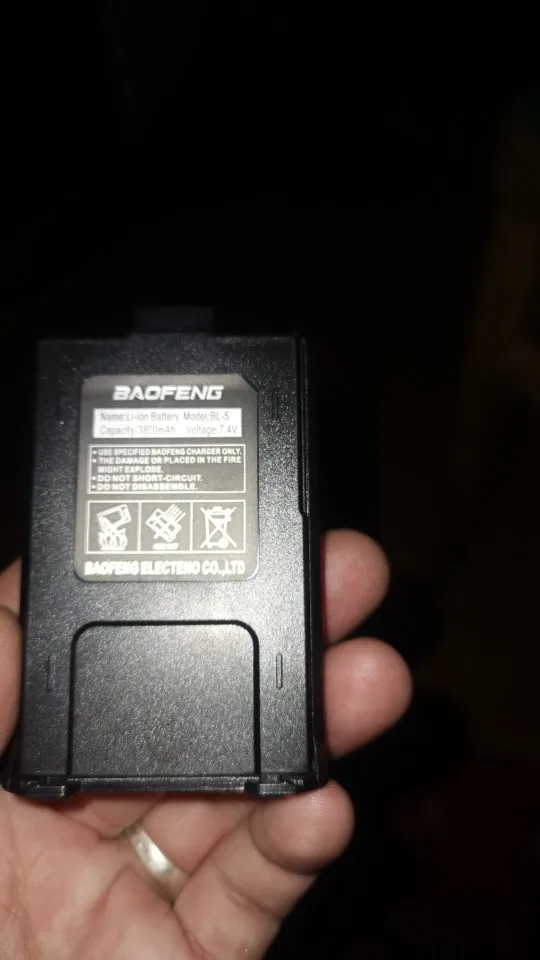 BAOFENG
Name:Li-ion Battery Model:BL-5
Capacity:3800mAh Voltage:7.4V
• USE SPECIFIED BAOFENG CHARGER ONLY.
• THE DAMAGE OR PLACED IN THE FIRE
MIGHT EXPLODE.
• DO NOT SHORT-CIRCUIT.
• DO NOT DISASSEMBLE.
BAOFENG ELECTENO CO.,LTD